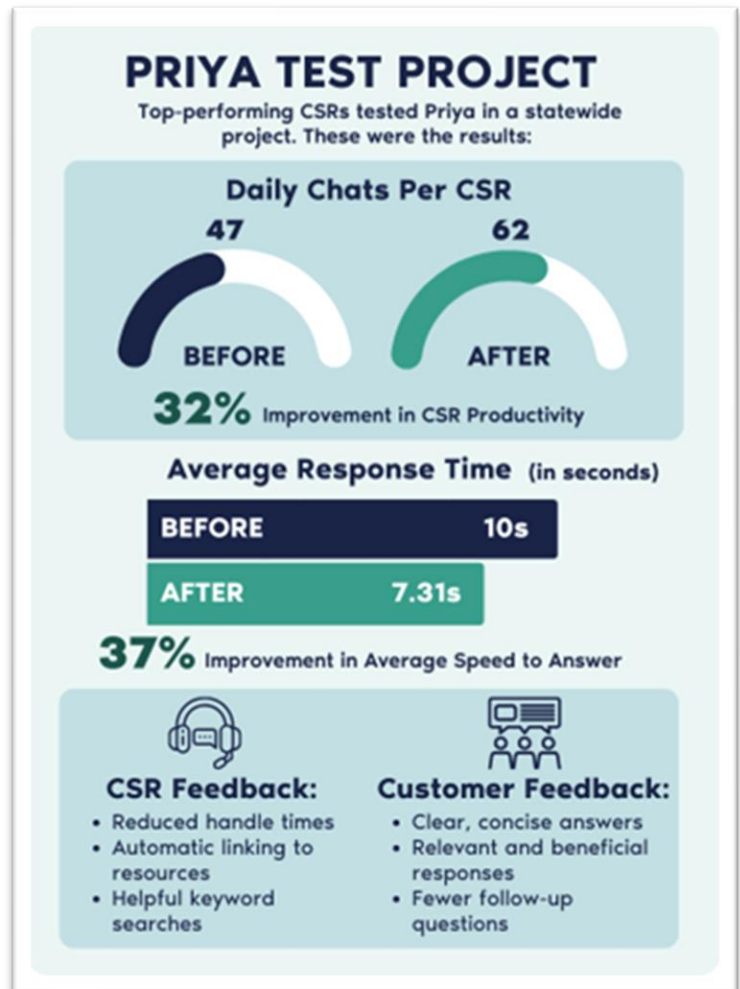 PRIYA TEST PROJECT
Top-performing CSRs tested Priya in a statewide
project. These were the results:
Daily Chats Per CSR
47
62
BEFORE
AFTER
32% Improvement in CSR Productivity
Average Response Time (in seconds)
BEFORE 10s
AFTER 7.31s
37% Improvement in Average Speed to Answer
CSR Feedback:
• Reduced handle times
• Automatic linking to
resources
• Helpful keyword
searches
Customer Feedback:
• Clear, concise answers
• Relevant and beneficial
responses
• Fewer follow-up
questions